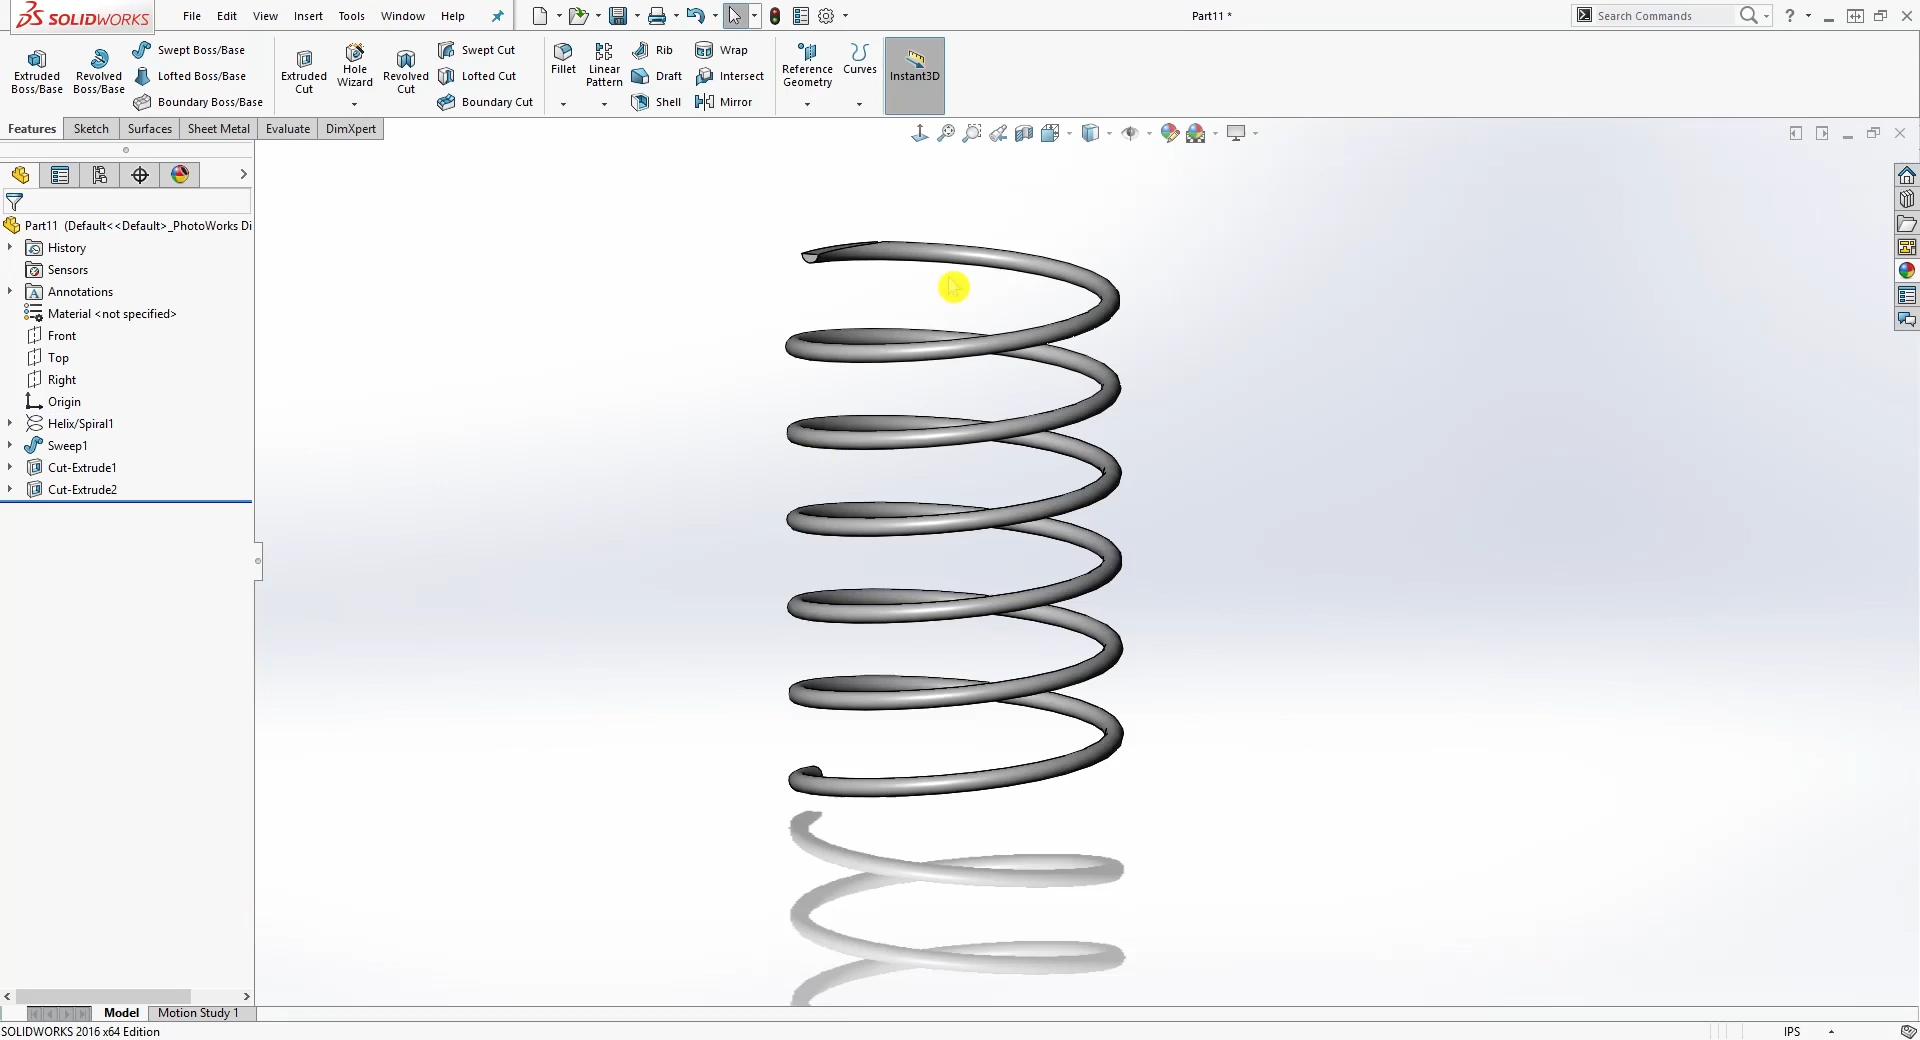 SOLIDWORKS File Edit View Insert Tools Window Help Part11 * Search Commands
Extruded Boss/Base
Revolved Boss/Base
Swept Boss/Base
Lofted Boss/Base
Boundary Boss/Base
Extruded Cut
Hole Wizard
Revolved Cut
Swept Cut
Lofted Cut
Boundary Cut
Fillet
Linear Pattern
Rib
Draft
Shell
Wrap
Intersect
Mirror
Reference Geometry
Curves
Instant3D
Features Sketch Surfaces Sheet Metal Evaluate DimXpert
Part11 (Default<<Default>_PhotoWorks Di
History
Sensors
Annotations
Material <not specified>
Front
Top
Right
Origin
Helix/Spiral1
Sweep1
Cut-Extrude1
Cut-Extrude2
Model Motion Study 1
SOLIDWORKS 2016 x64 Edition IPS